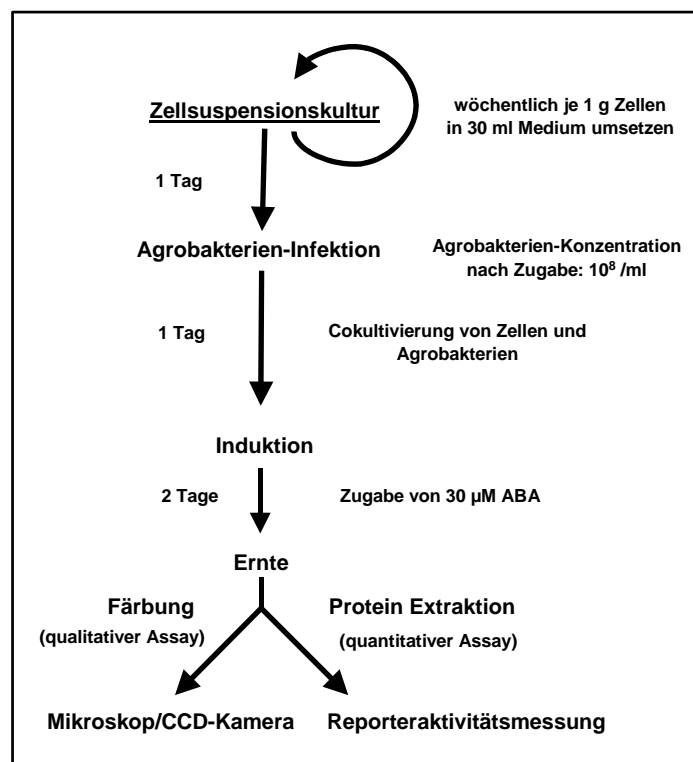 Zellsuspensionskultur
wöchentlich je 1 g Zellen
in 30 ml Medium umsetzen
1 Tag
Agrobakterien-Infektion
Agrobakterien-Konzentration
nach Zugabe: 10⁸ /ml
1 Tag
Cokultivierung von Zellen und
Agrobakterien
Induktion
2 Tage
Zugabe von 30 µM ABA
Ernte
Färbung
(qualitativer Assay)
Protein Extraktion
(quantitativer Assay)
Mikroskop/CCD-Kamera
Reporteraktivitätsmessung